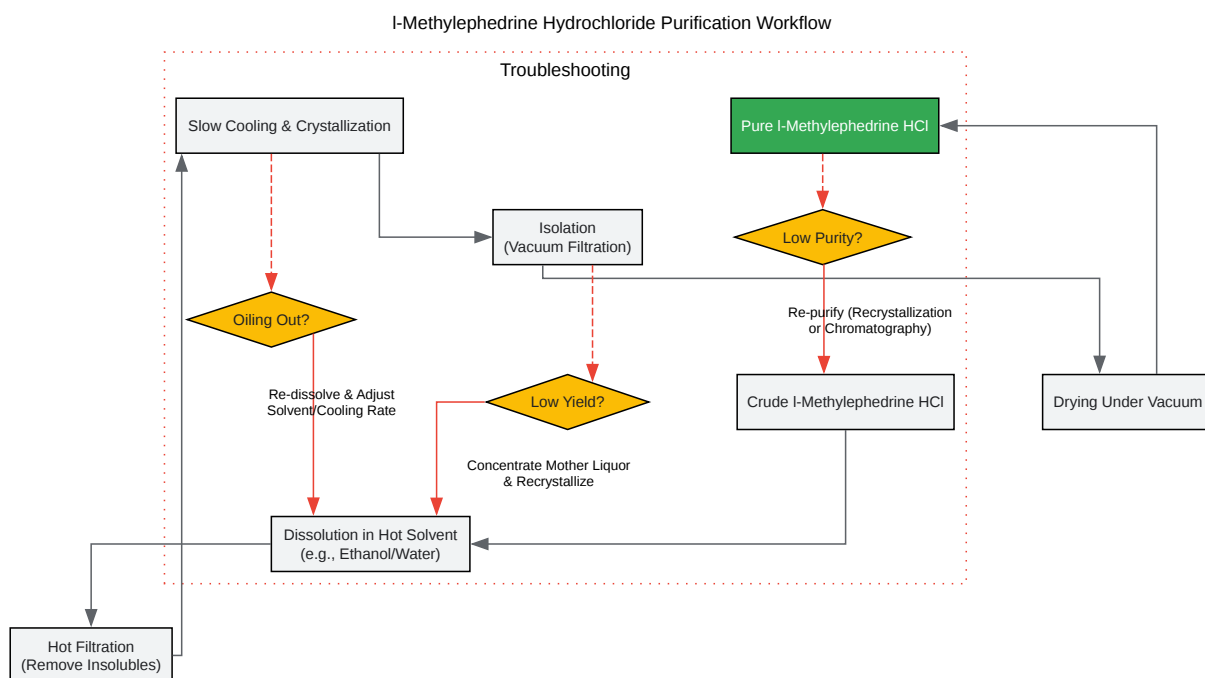 l-Methylephedrine Hydrochloride Purification Workflow
Troubleshooting
Slow Cooling & Crystallization
Pure l-Methylephedrine HCl
Isolation
(Vacuum Filtration)
Low Purity?
Oiling Out?
Re-purify (Recrystallization
or Chromatography)
Re-dissolve & Adjust
Solvent/Cooling Rate
Low Yield?
Crude l-Methylephedrine HCl
Drying Under Vacuum
Concentrate Mother Liquor
& Recrystallize
Dissolution in Hot Solvent
(e.g., Ethanol/Water)
Hot Filtration
(Remove Insolubles)